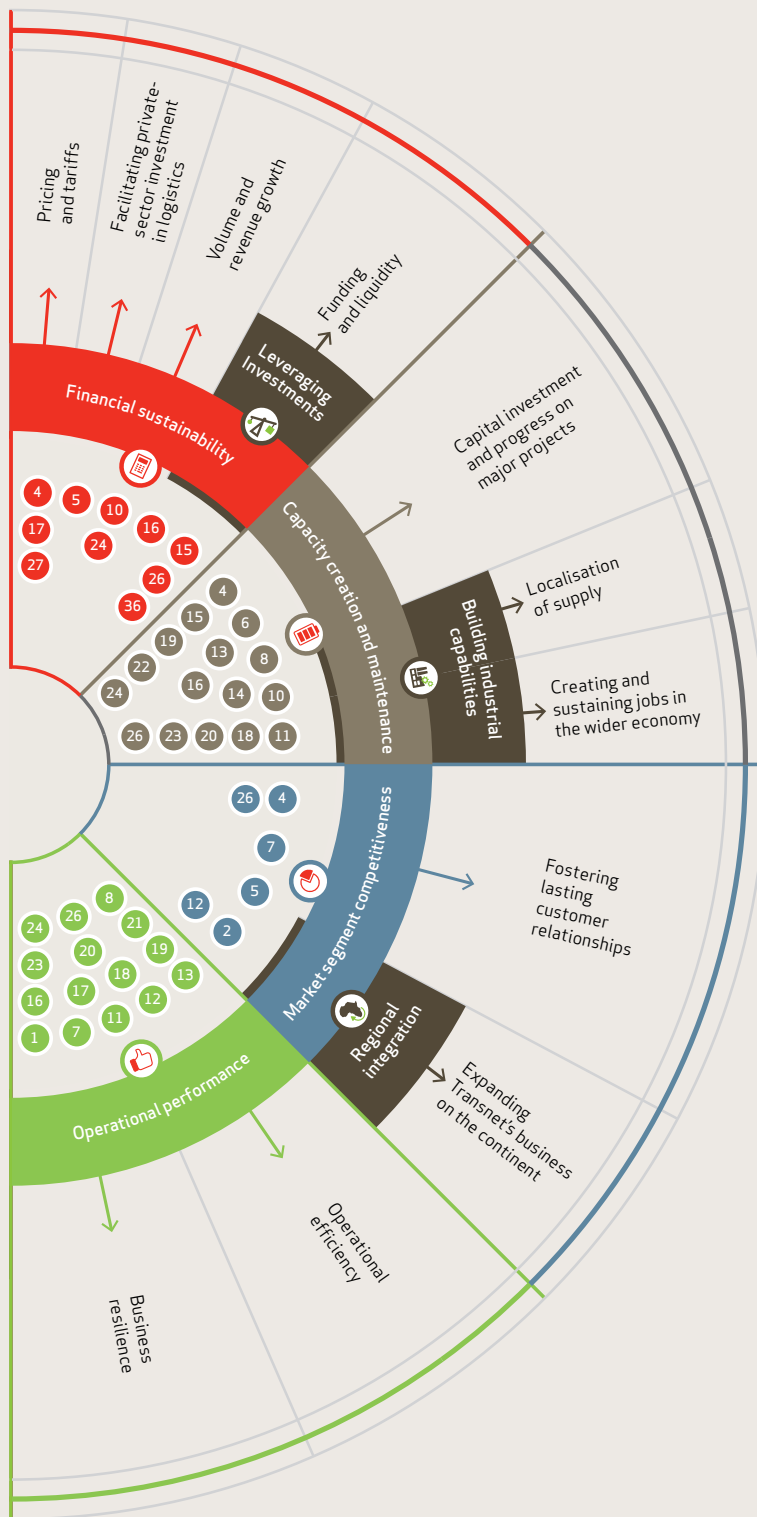 Pricing
and tariffs
Facilitating private-
sector investment
in logistics
Volume and
revenue growth
Funding
and liquidity
Leveraging
Investments
Financial sustainability
4
5
10
16
15
17
24
26
27
36
Capital investment
and progress on
major projects
Capacity creation and maintenance
Localisation
of supply
Building industrial
capabilities
Creating and
sustaining jobs in
the wider economy
4
15
6
19
13
8
22
16
14
10
24
26
23
20
18
11
Market segment competitiveness
26
4
7
5
12
2
Fostering
lasting
customer
relationships
Regional
integration
Expanding
Transnet's business
on the continent
8
26
21
24
20
19
23
18
13
17
12
16
11
7
1
Operational performance
Operational
efficiency
Business
resilience